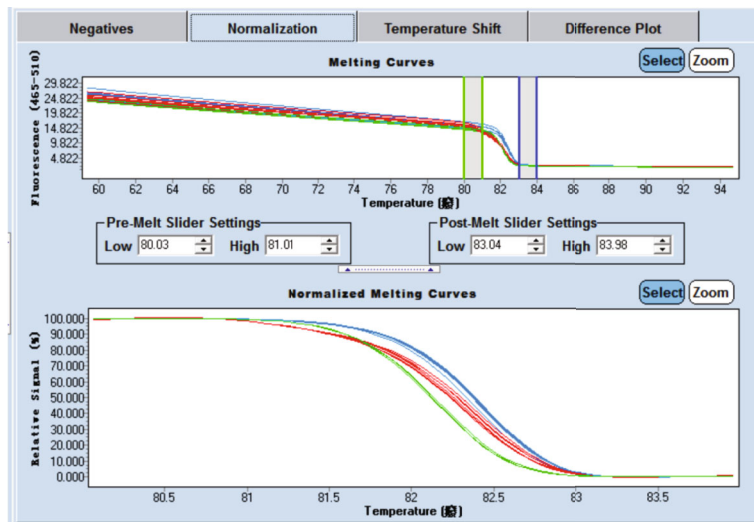 Negatives Normalization Temperature Shift Difference Plot
Melting Curves Select Zoom
Fluorescence (465-510)
29.822
24.822
19.822
14.822
9.822
4.822
60 62 64 66 68 70 72 74 76 78 80 82 84 86 88 90 92 94
Temperature (癈)
Pre-Melt Slider Settings Post-Melt Slider Settings
Low 80.03 High 81.01 Low 83.04 High 83.98
Normalized Melting Curves Select Zoom
Relative Signal (%)
100.000
90.000
80.000
70.000
60.000
50.000
40.000
30.000
20.000
10.000
0.000
80.5 81 81.5 82 82.5 83 83.5
Temperature (癈)